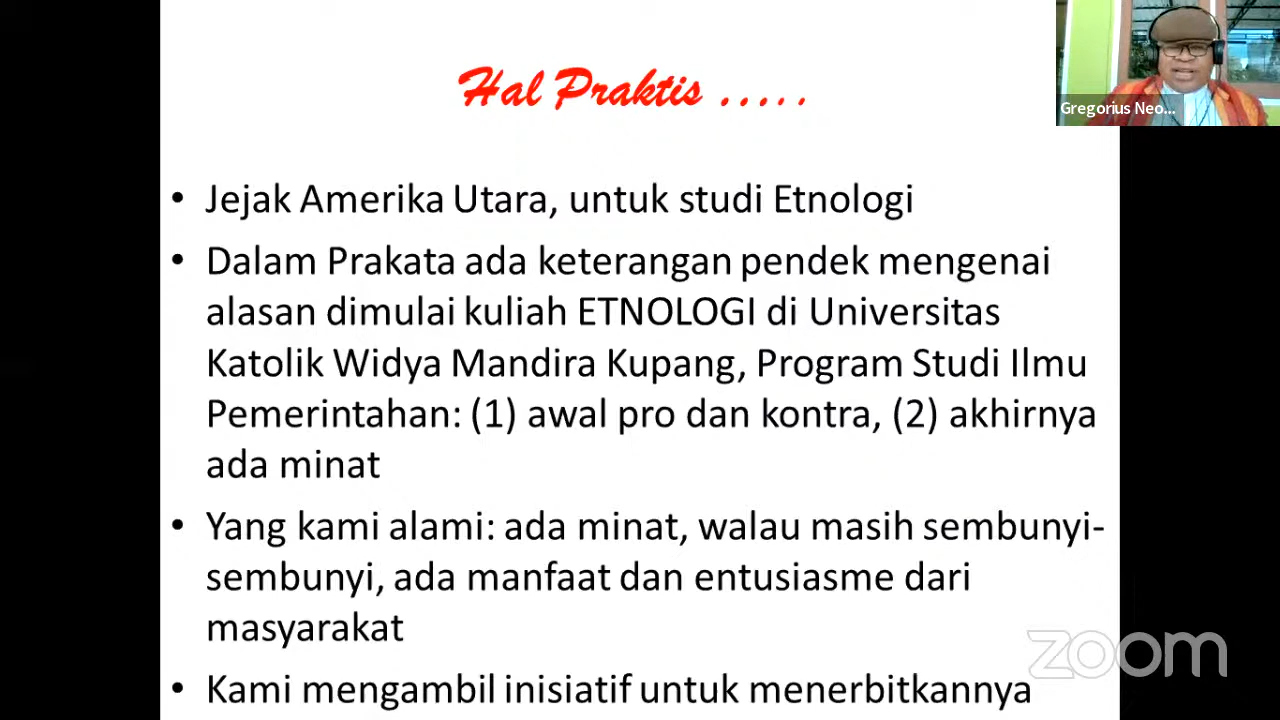 Hal Praktis .....
Gregorius Neo...
• Jejak Amerika Utara, untuk studi Etnologi
• Dalam Prakata ada keterangan pendek mengenai
alasan dimulai kuliah ETNOLOGI di Universitas
Katolik Widya Mandira Kupang, Program Studi Ilmu
Pemerintahan: (1) awal pro dan kontra, (2) akhirnya
ada minat
• Yang kami alami: ada minat, walau masih sembunyi-
sembunyi, ada manfaat dan entusiasme dari
masyarakat
zoom
• Kami mengambil inisiatif untuk menerbitkannya